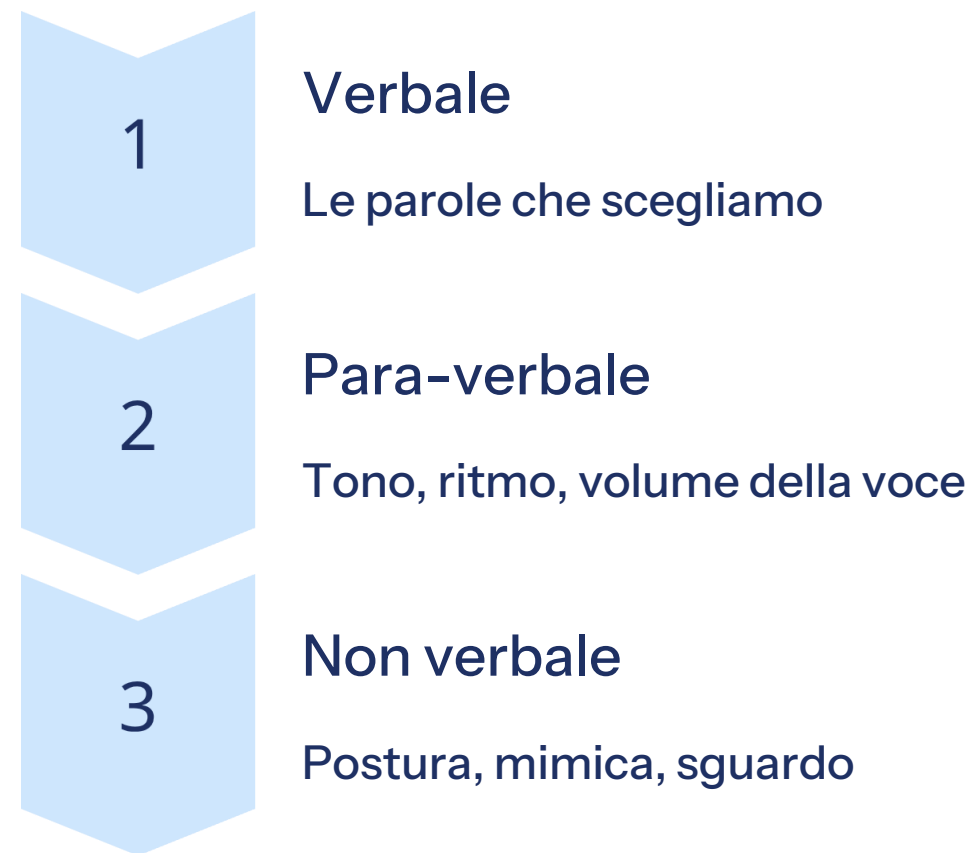 1
Verbale
Le parole che scegliamo
2
Para-verbale
Tono, ritmo, volume della voce
3
Non verbale
Postura, mimica, sguardo